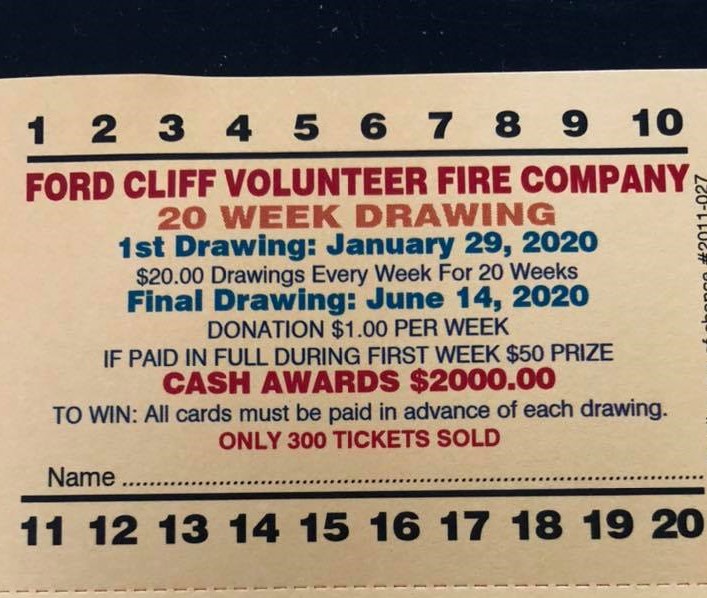 1 2 3 4 5 6 7 8 9 10
FORD CLIFF VOLUNTEER FIRE COMPANY
20 WEEK DRAWING
1st Drawing: January 29, 2020
$20.00 Drawings Every Week For 20 Weeks
Final Drawing: June 14, 2020
DONATION $1.00 PER WEEK
IF PAID IN FULL DURING FIRST WEEK $50 PRIZE
CASH AWARDS $2000.00
TO WIN: All cards must be paid in advance of each drawing.
ONLY 300 TICKETS SOLD
Name
11 12 13 14 15 16 17 18 19 20
#2011-027